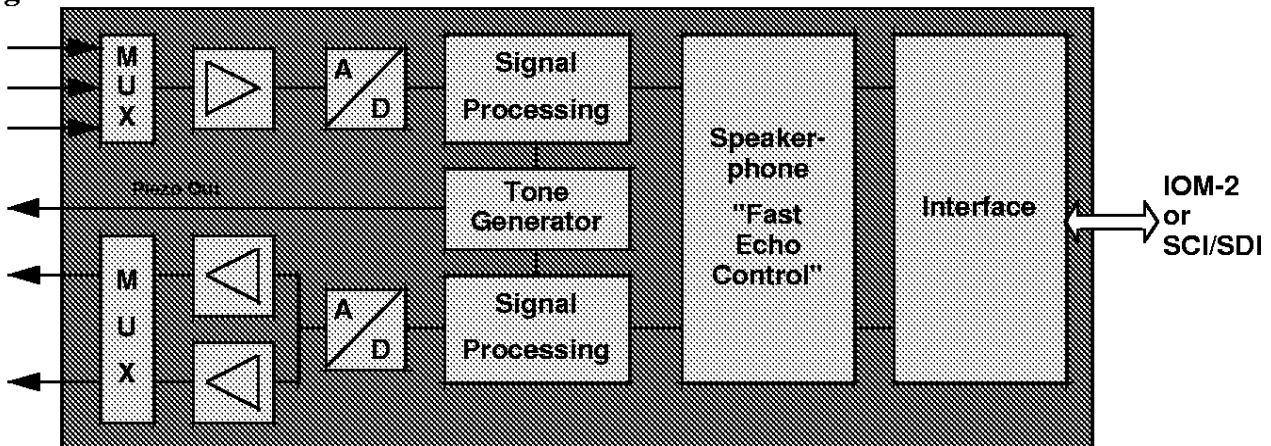 g
M
U
X
A
D
Signal
Processing
Piezo Out
Tone
Generator
M
U
X
A
D
Signal
Processing
Speaker-
phone
"Fast
Echo
Control"
Interface
IOM-2
or
SCI/SDI